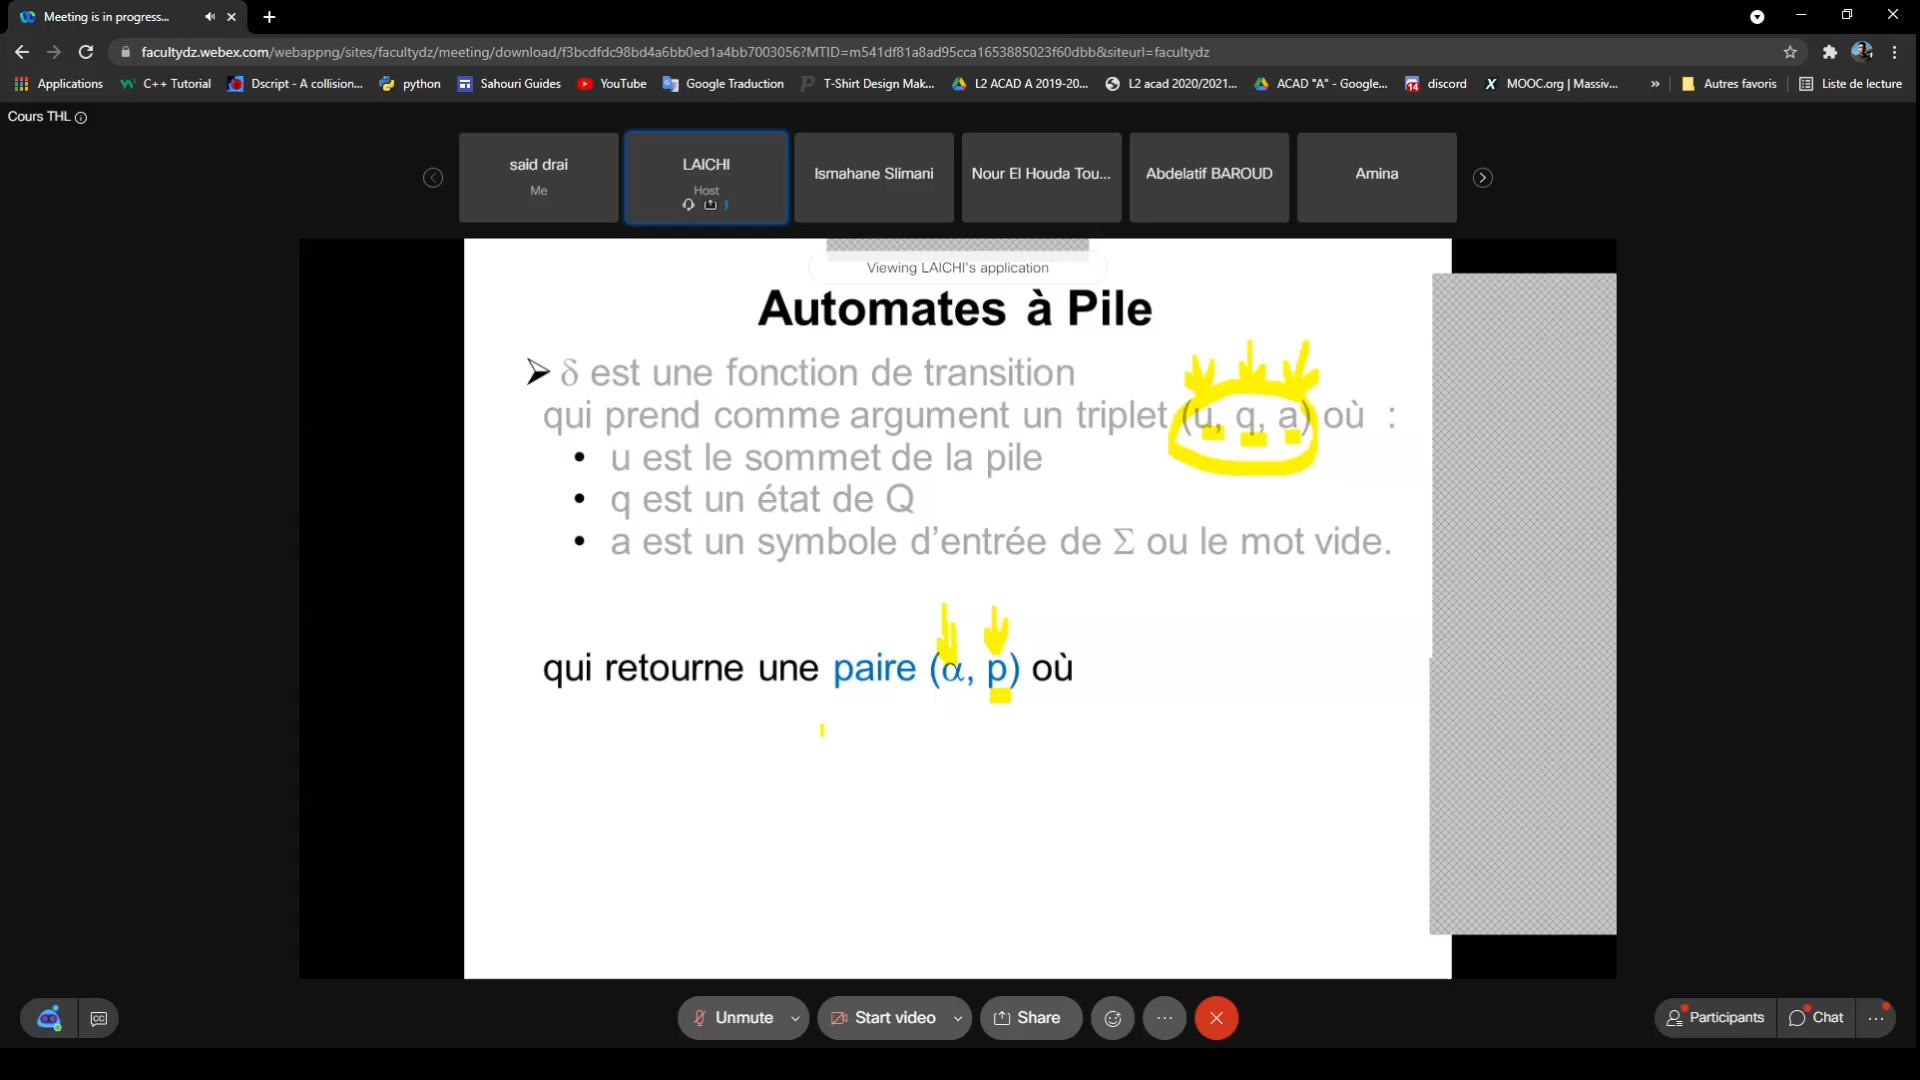 Meeting is in progress...
facultydz.webex.com/webappng/sites/facultydz/meeting/download/f3bcdfdc98bd4a6bb0ed1a4bb7003056?MTID=m541df81a8ad95cca1653885023f60dbb&siteurl=facultydz
Applications C++ Tutorial Dscript - A collision... python Sahouri Guides YouTube Google Traduction T-Shirt Design Mak... L2 ACAD A 2019-20... L2 acad 2020/2021... ACAD "A" - Google... 14 discord MOOC.org | Massiv... » Autres favoris Liste de lecture
Cours THL
said drai
Me
LAICHI
Host
Ismahane Slimani
Nour El Houda Tou...
Abdelatif BAROUD
Amina
Viewing LAICHI's application
Automates à Pile
➢ δ est une fonction de transition
qui prend comme argument un triplet (u, q, a) où :
• u est le sommet de la pile
• q est un état de Q
• a est un symbole d’entrée de Σ ou le mot vide.
qui retourne une paire (α, p) où
CC Unmute Start video Share ... Participants Chat ...